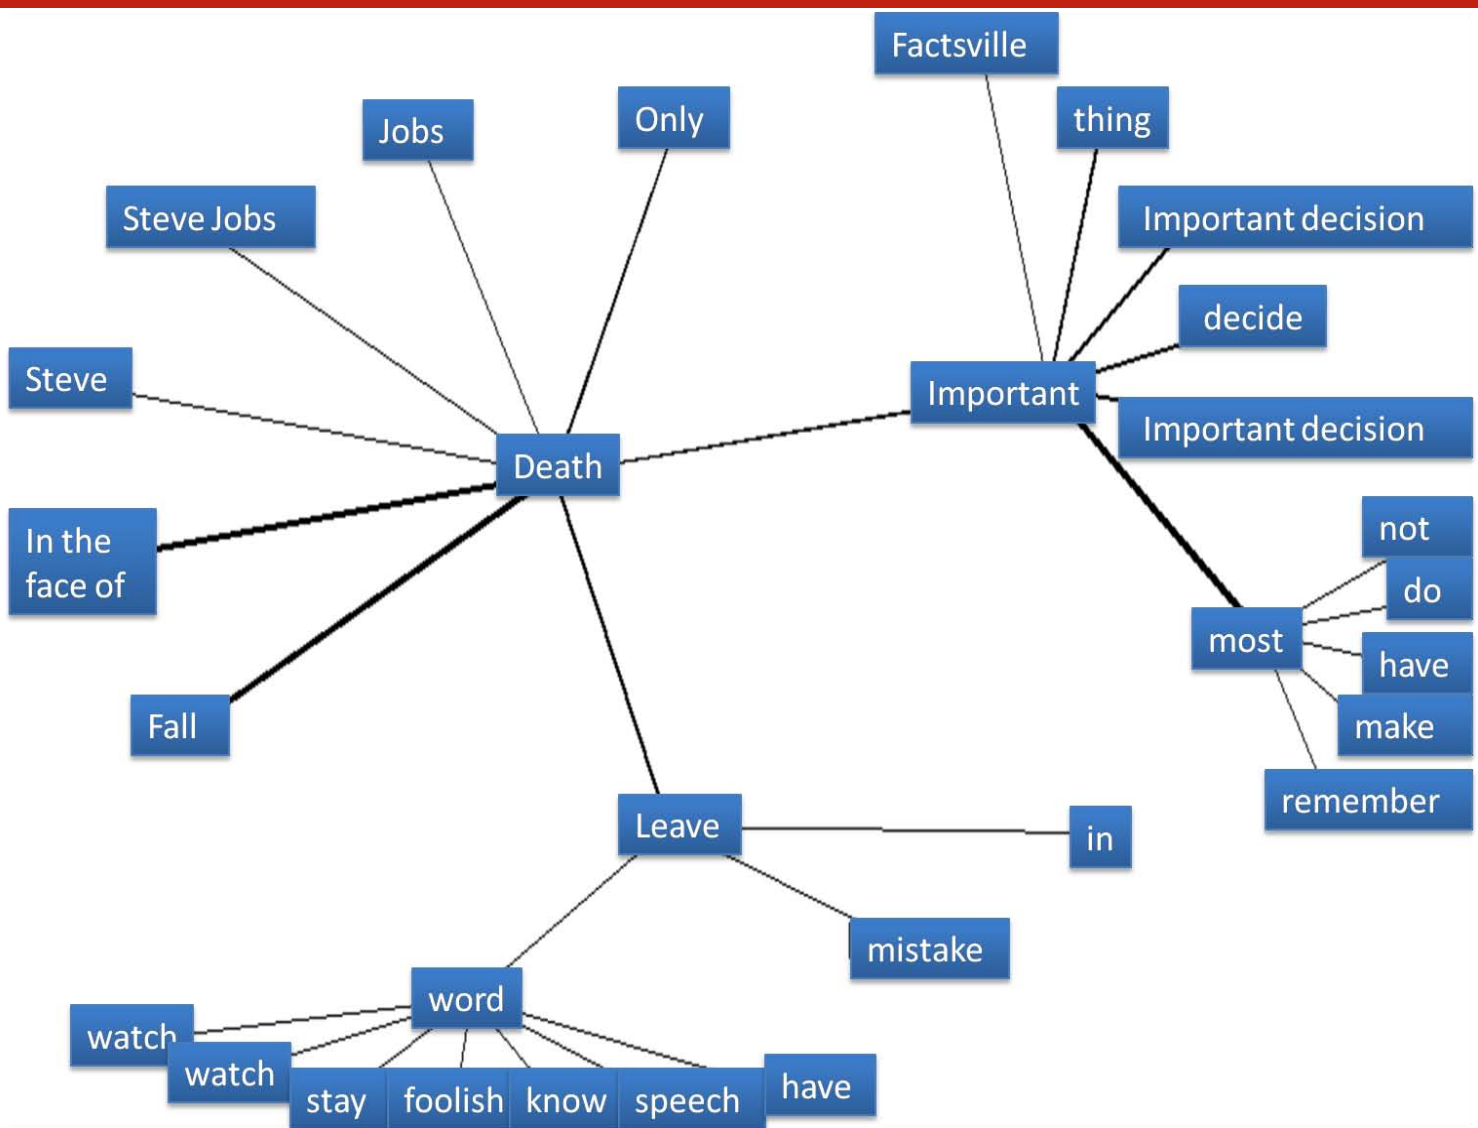 Factsville
Only
thing
Jobs
Steve Jobs
Important decision
decide
Steve
Important
Important decision
Death
In the
face of
not
do
most
have
Fall
make
remember
Leave
in
mistake
word
watch
watch
stay
foolish
know
speech
have